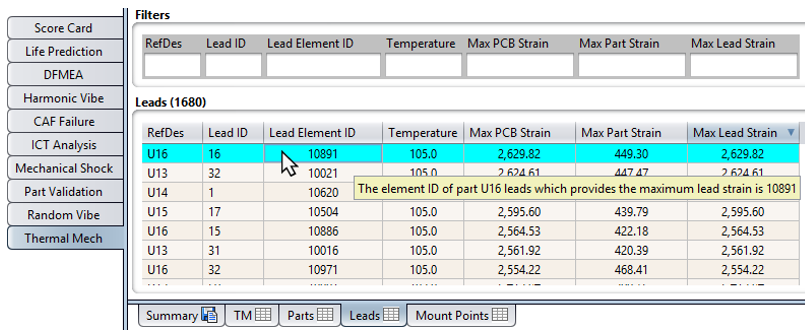 Filters
Score Card
Life Prediction
DFMEA
Harmonic Vibe
CAF Failure
ICT Analysis
Mechanical Shock
Part Validation
Random Vibe
Thermal Mech
RefDes Lead ID Lead Element ID Temperature Max PCB Strain Max Part Strain Max Lead Strain
Leads (1680)
RefDes Lead ID Lead Element ID Temperature Max PCB Strain Max Part Strain Max Lead Strain
U16 16 10891 105.0 2,629.82 449.30 2,629.82
U13 32 10021 105.0 2,624.61 447.47 2,624.61
U14 1 10620
The element ID of part U16 leads which provides the maximum lead strain is 10891
U15 17 10504 105.0 2,595.60 439.79 2,595.60
U16 15 10886 105.0 2,564.53 422.18 2,564.53
U13 31 10016 105.0 2,561.92 420.39 2,561.92
U16 32 10971 105.0 2,554.22 468.41 2,554.22
Summary TM Parts Leads Mount Points